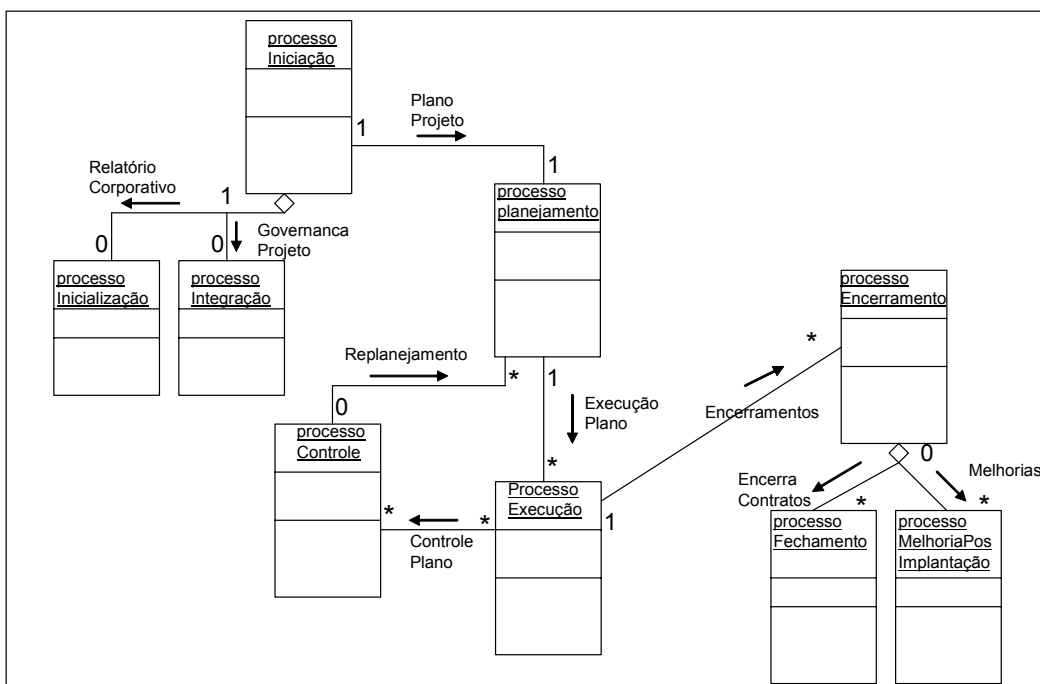 processo
Iniciação
Plano
Projeto
1
1
Relatório
Corporativo
1
processo
planejamento
Governanca
Projeto
0
0
processo
Inicialização
processo
Integração
processo
Encerramento
*
Replanejamento
*
1
0
Execução
Plano
Encerramentos
processo
Controle
*
Processo
Execução
1
*
*
Controle
Plano
0
Encerra
Contratos
Melhorias
*
*
processo
Fechamento
processo
MelhoriaPos
Implantação